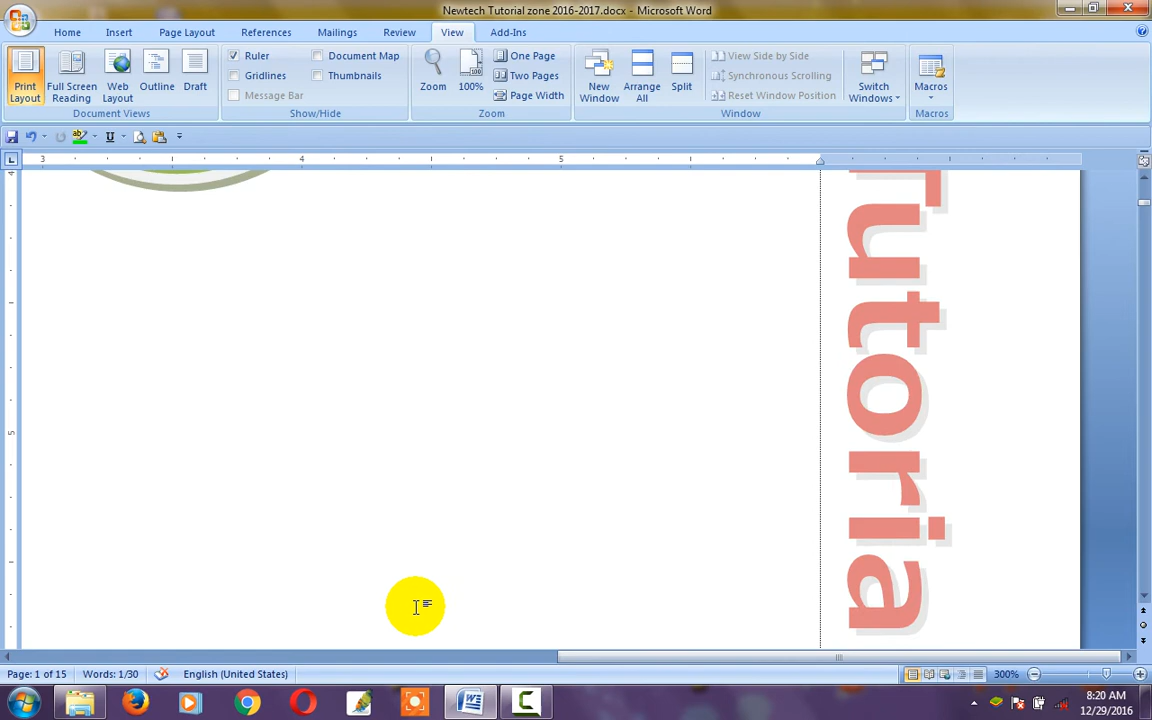 Newtech Tutorial zone 2016-2017.docx - Microsoft Word
Home Insert Page Layout References Mailings Review View Add-Ins
Print Layout
Full Screen Reading
Web Layout
Outline
Draft
Document Views
Ruler
Gridlines
Message Bar
Document Map
Thumbnails
Show/Hide
Zoom
100%
One Page
Two Pages
Page Width
Zoom
New Window
Arrange All
Split
View Side by Side
Synchronous Scrolling
Reset Window Position
Window
Switch Windows
Macros
Macros
3 4 5
4
5
Tutoria
Page: 1 of 15 Words: 1/30 English (United States) 300%
8:20 AM
12/29/2016